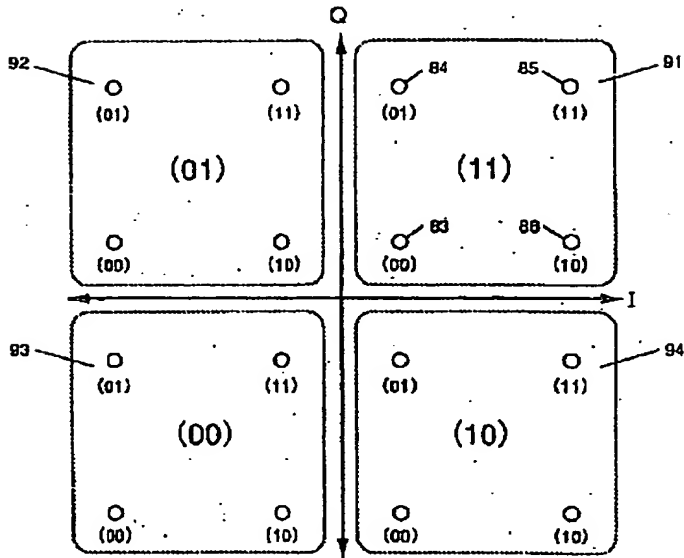 Q
92 84 85 91
(01) (11) (01) (11)
(01) (11)
83 86
(00) (10) (00) (10)
I
93 94
(01) (11) (01) (11)
(00) (10)
(00) (10) (00) (10)